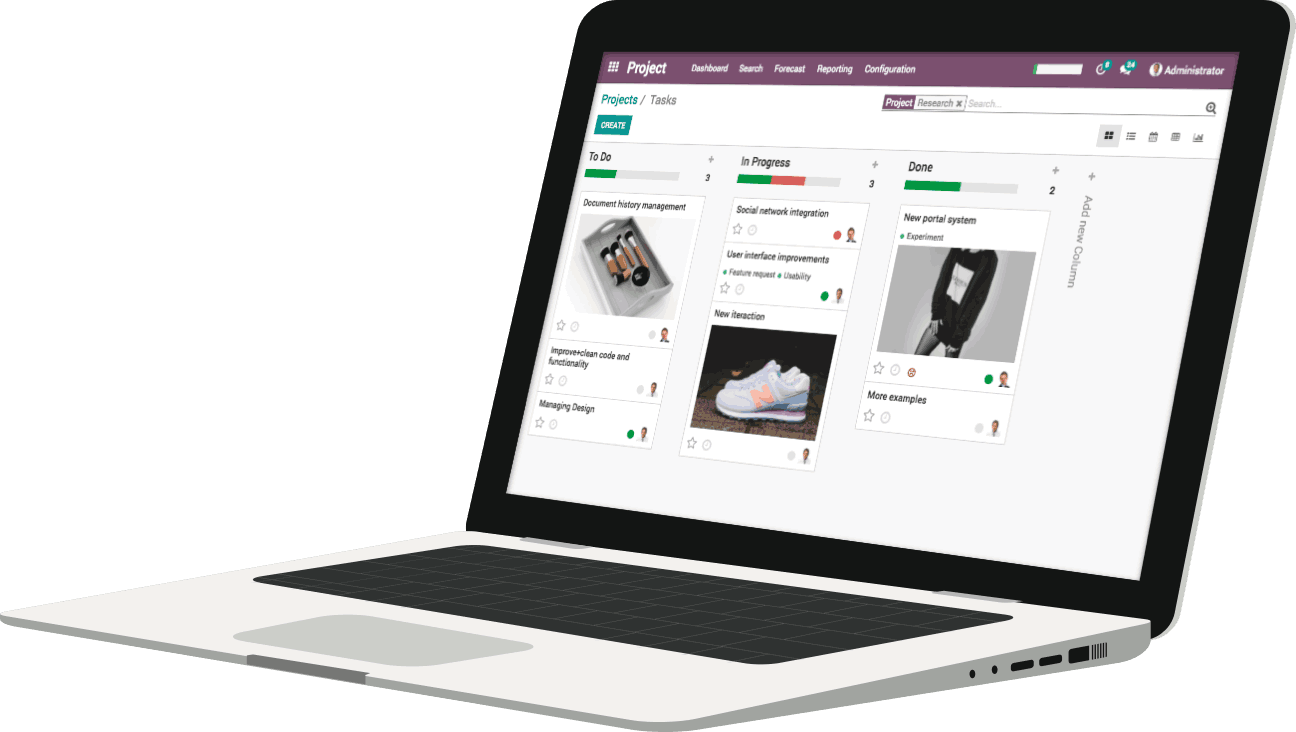 Project Dashboard Search Forecast Reporting Configuration 6 24 Administrator
Projects / Tasks
Project Research × Search...
CREATE
To Do
3
In Progress
3
Done
2
Add new Column
Document history management
Improve+clean code and
functionality
Managing Design
Social network integration
User interface improvements
Feature request Usability
New iteraction
New portal system
Experiment
More examples